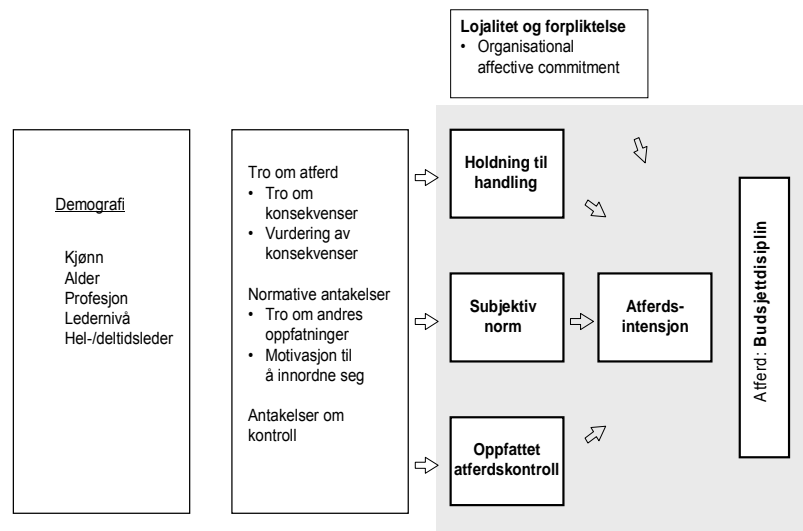 Lojalitet og forpliktelse
• Organisational
affective commitment
Demografi
Kjønn
Alder
Profesjon
Ledernivå
Hel-/deltidsleder
Tro om atferd
• Tro om
konsekvenser
• Vurdering av
konsekvenser
Normative antakelser
• Tro om andres
oppfatninger
• Motivasjon til
å innordne seg
Antakelser om
kontroll
Holdning til
handling
Subjektiv
norm
Oppfattet
atferdskontroll
Atferds-
intensjon
Atferd: Budsjettdisiplin